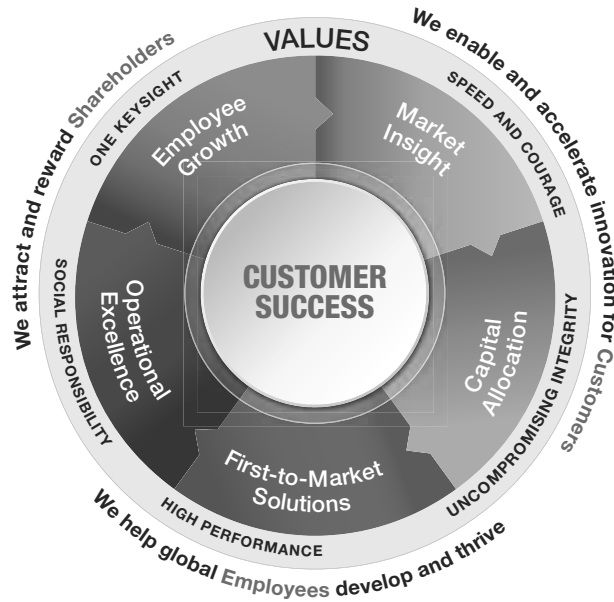 VALUES
We enable and accelerate innovation for Customers
SPEED AND COURAGE
UNCOMPROMISING INTEGRITY
HIGH PERFORMANCE
SOCIAL RESPONSIBILITY
ONE KEYSIGHT
We help global Employees develop and thrive
We attract and reward Shareholders
Market
Insight
Capital
Allocation
First-to-Market
Solutions
Operational
Excellence
Employee
Growth
CUSTOMER
SUCCESS